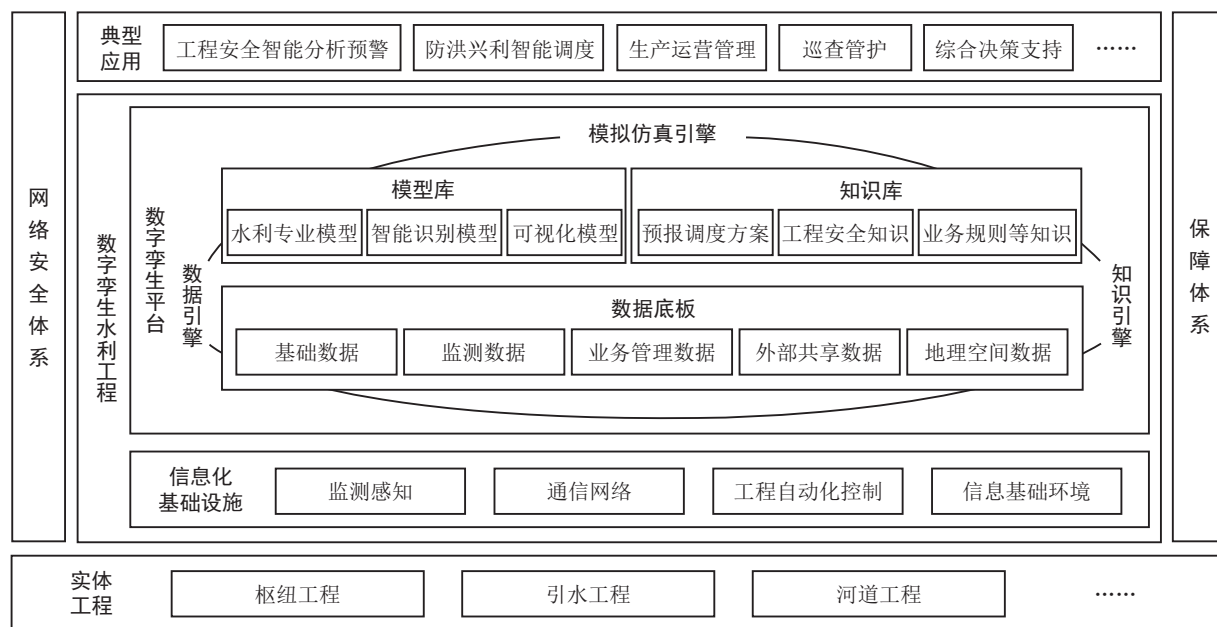 典型
应用
工程安全智能分析预警
防洪兴利智能调度
生产运营管理
巡查管护
综合决策支持
……
网络安全体系
数字孪生水利工程
数字孪生平台
模拟仿真引擎
模型库
水利专业模型
智能识别模型
可视化模型
知识库
预报调度方案
工程安全知识
业务规则等知识
数据引擎
知识引擎
数据底板
基础数据
监测数据
业务管理数据
外部共享数据
地理空间数据
信息化
基础设施
监测感知
通信网络
工程自动化控制
信息基础环境
保障体系
实体
工程
枢纽工程
引水工程
河道工程
……